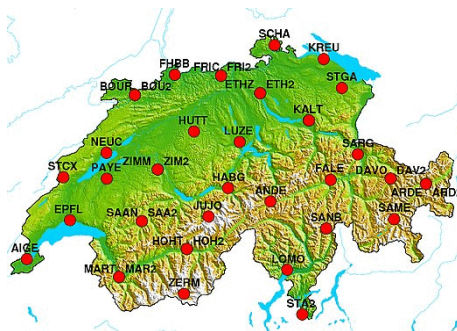 SCHA
KREU
FHBB
FRIC FRI2
BOUR BOU2
ETHZ ETH2
STGA
KALT
HUTT
LUZE
NEUC
SARG
STCX
PAYE
ZIMM ZIM2
FALE
DAVO DAV2
HABG
ARDE ARD2
ANDE
EPFL
SAAN SAA2
JUJO
SANB
SAME
AIGE
HOHT HOH2
MART MAR2
LOMO
ZERM
STA2